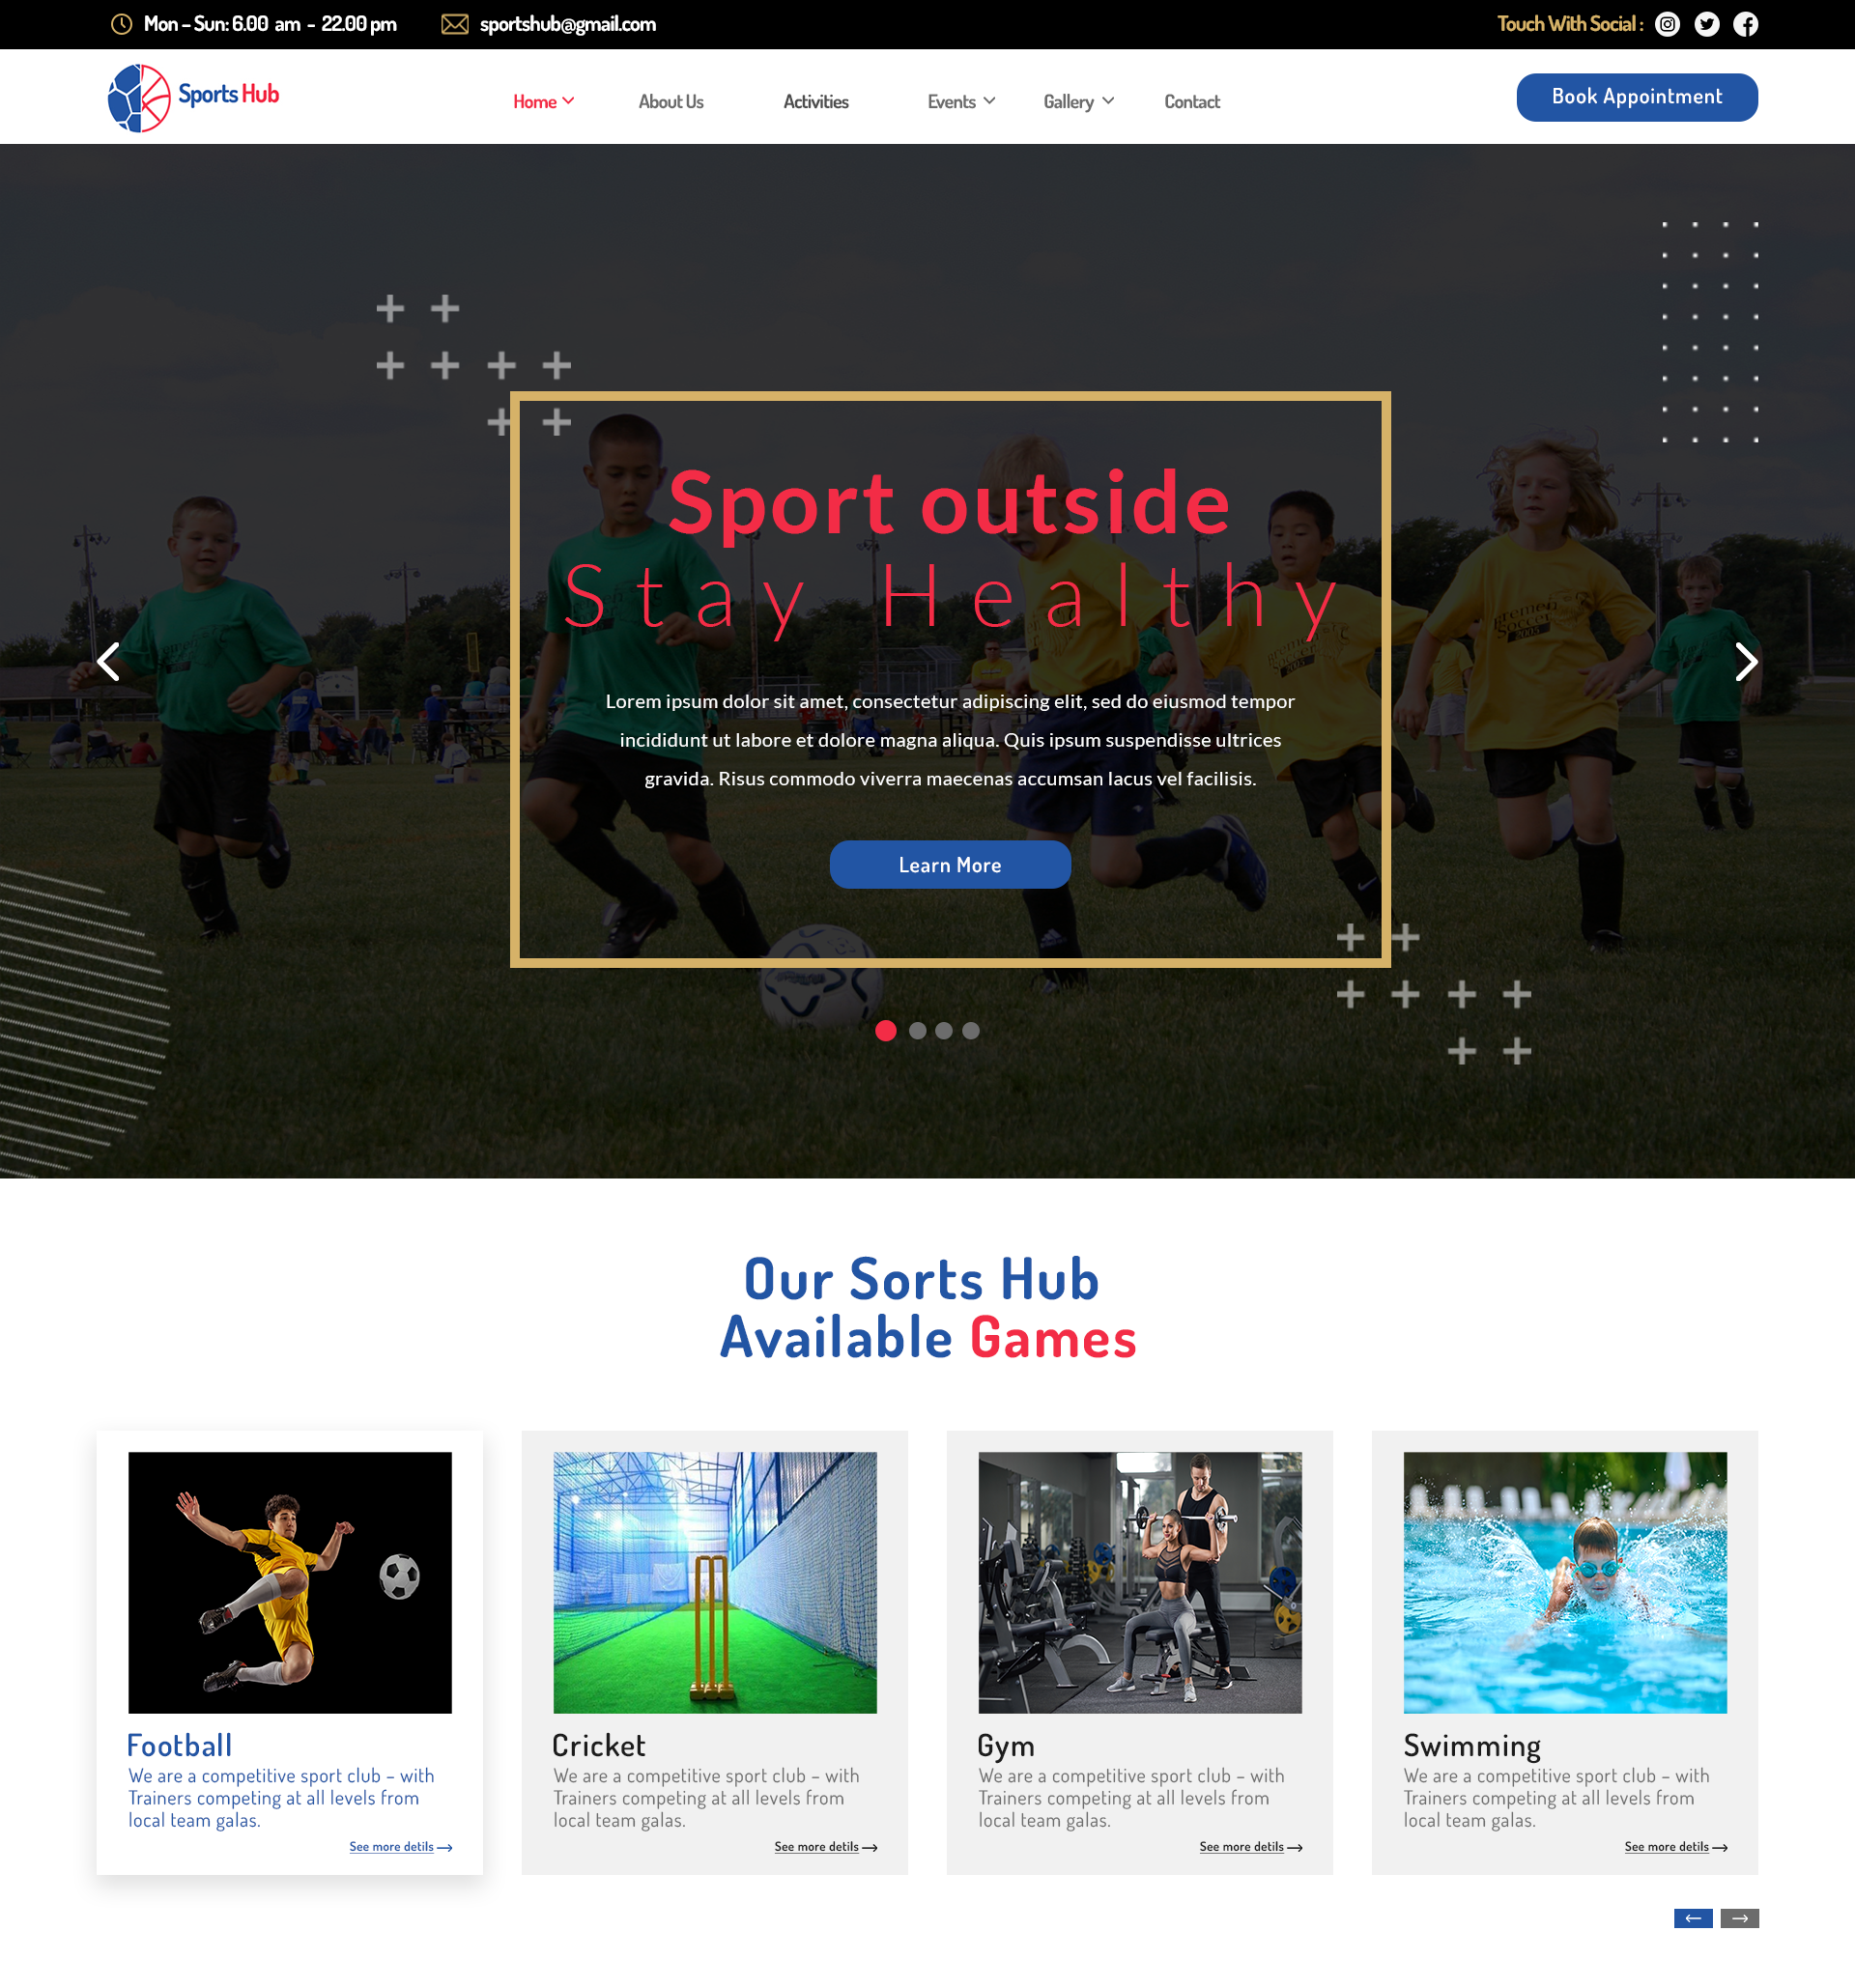 Mon – Sun: 6.00 am - 22.00 pm
sportshub@gmail.com
Touch With Social :
Sports Hub
Home
About Us
Activities
Events
Gallery
Contact
Book Appointment
Sport outside
Stay Healthy
Lorem ipsum dolor sit amet, consectetur adipiscing elit, sed do eiusmod tempor
incididunt ut labore et dolore magna aliqua. Quis ipsum suspendisse ultrices
gravida. Risus commodo viverra maecenas accumsan lacus vel facilisis.
Learn More
Bremen
Soccer
2005
Our Sorts Hub
Available Games
Football
We are a competitive sport club – with
Trainers competing at all levels from
local team galas.
See more detils
Cricket
We are a competitive sport club – with
Trainers competing at all levels from
local team galas.
See more detils
Gym
We are a competitive sport club – with
Trainers competing at all levels from
local team galas.
See more detils
Swimming
We are a competitive sport club – with
Trainers competing at all levels from
local team galas.
See more detils